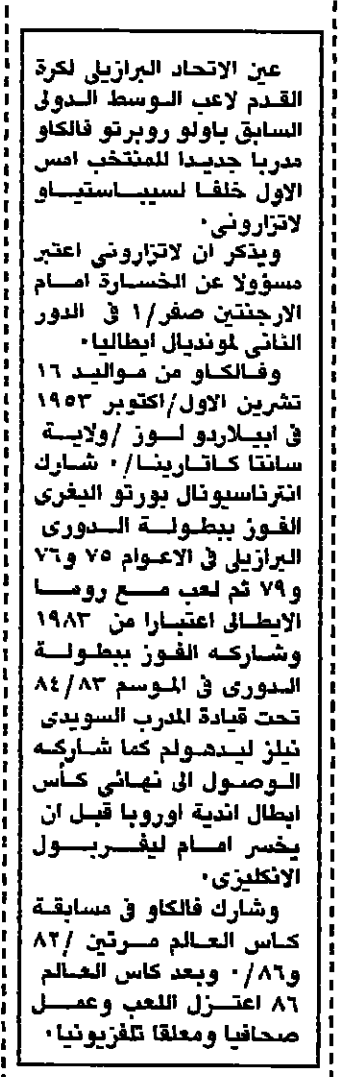 عين الاتحاد البرازيلي لكرة
القدم لاعب الوسط الدولي
السابق باولو روبرتو فالكاو
مدربا جديدا للمنتخب امس
الاول خلفا لسيباستياو
لاتزاروني.
ويذكر ان لاتزاروني اعتبر
مسؤولا عن الخسارة امام
الارجنتين صفر/١ في الدور
الثاني لمونديال ايطاليا.
وفالكاو من مواليد ١٦
تشرين الاول/اكتوبر ١٩٥٣
في ابيلاردو لوز /ولاية
سانتا كاتارينا/. شارك
انترناسيونال بورتو اليغري
الفوز ببطولة الدوري
البرازيلي في الاعوام ٧٥ و٧٦
و٧٩ ثم لعب مع روما
الايطالي اعتبارا من ١٩٨٣
وشاركه الفوز ببطولة
الدوري في الموسم ٨٤/٨٣
تحت قيادة المدرب السويدي
نيلز ليدهولم كما شاركه
الوصول الى نهائي كأس
ابطال اندية اوروبا قبل ان
يخسر امام ليفربول
الانكليزي.
وشارك فالكاو في مسابقة
كاس العالم مرتين /٨٢
و٨٦/. وبعد كاس العالم
٨٦ اعتزل اللعب وعمل
صحافيا ومعلقا تلفزيونيا.